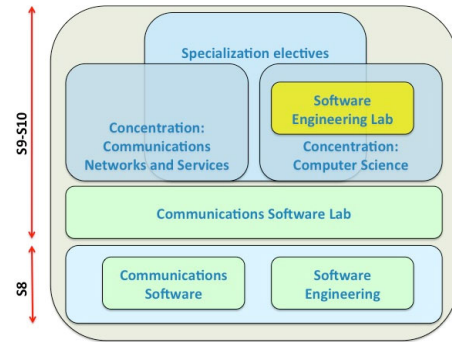 Specialization electives
Software
Engineering Lab
Concentration:
Communications
Networks and Services
Concentration:
Computer Science
Communications Software Lab
Communications
Software
Software
Engineering
S9-S10
S8